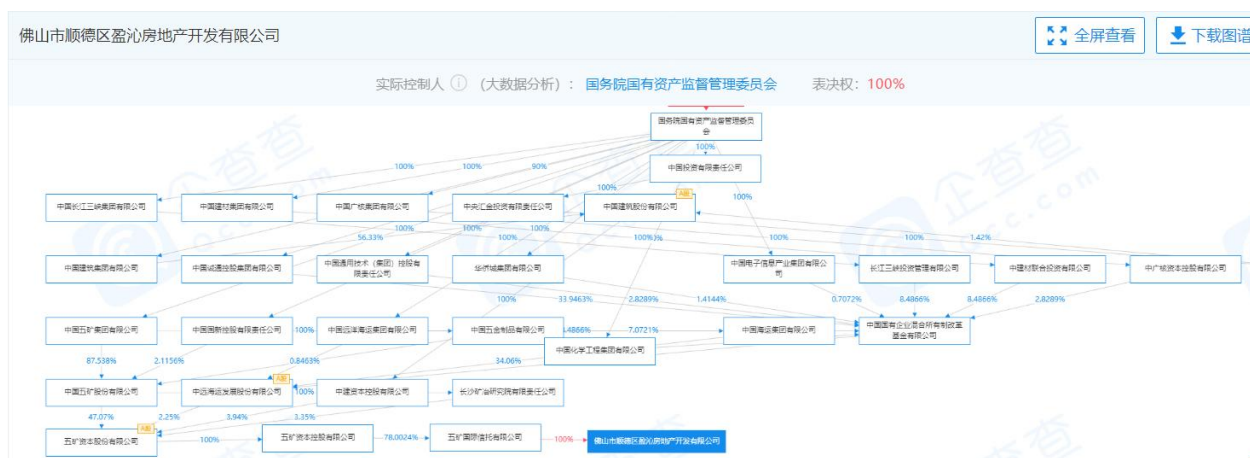 佛山市顺德区盈沁房地产开发有限公司
全屏查看
下载图谱
实际控制人 (大数据分析)： 国务院国有资产监督管理委员会 表决权：100%
国务院国有资产监督管理委员
会
100%
中国投资有限责任公司
100%
100%
90%
100%
100%
A股
中国长江三峡集团有限公司
中国建材集团有限公司
中国广核集团有限公司
中央汇金投资有限责任公司
中国建筑股份有限公司
56.33%
100%
100%
100%
100%
100%
100%
1.42%
中国建筑集团有限公司
中国诚通控股集团有限公司
中国通用技术（集团）控股有
限责任公司
华侨城集团有限公司
中国电子信息产业集团有限公
司
长江三峡投资管理有限公司
中建材联合投资有限公司
中广核资本控股有限公司
100%
33.9463%
2.8289%
1.4144%
0.7072%
8.4866%
8.4866%
2.8289%
中国五矿集团有限公司
中国国新控股有限责任公司
100%
中国远洋海运集团有限公司
中国五金制品有限公司
.4866%
7.0721%
中国海运集团有限公司
中国国有企业混合所有制改革
基金有限公司
中国化学工程集团有限公司
87.538%
2.1156%
0.8463%
34.06%
A股
中国五矿股份有限公司
中远海运发展股份有限公司
100%
中建资本控股有限公司
长沙矿冶研究院有限责任公司
47.07%
2.25%
3.94%
3.35%
A股
五矿资本股份有限公司
100%
五矿资本控股有限公司
78.0024%
五矿国际信托有限公司
100%
佛山市顺德区盈沁房地产开发有限公司
企查查
Qcc.com
企查查
Qcc.com